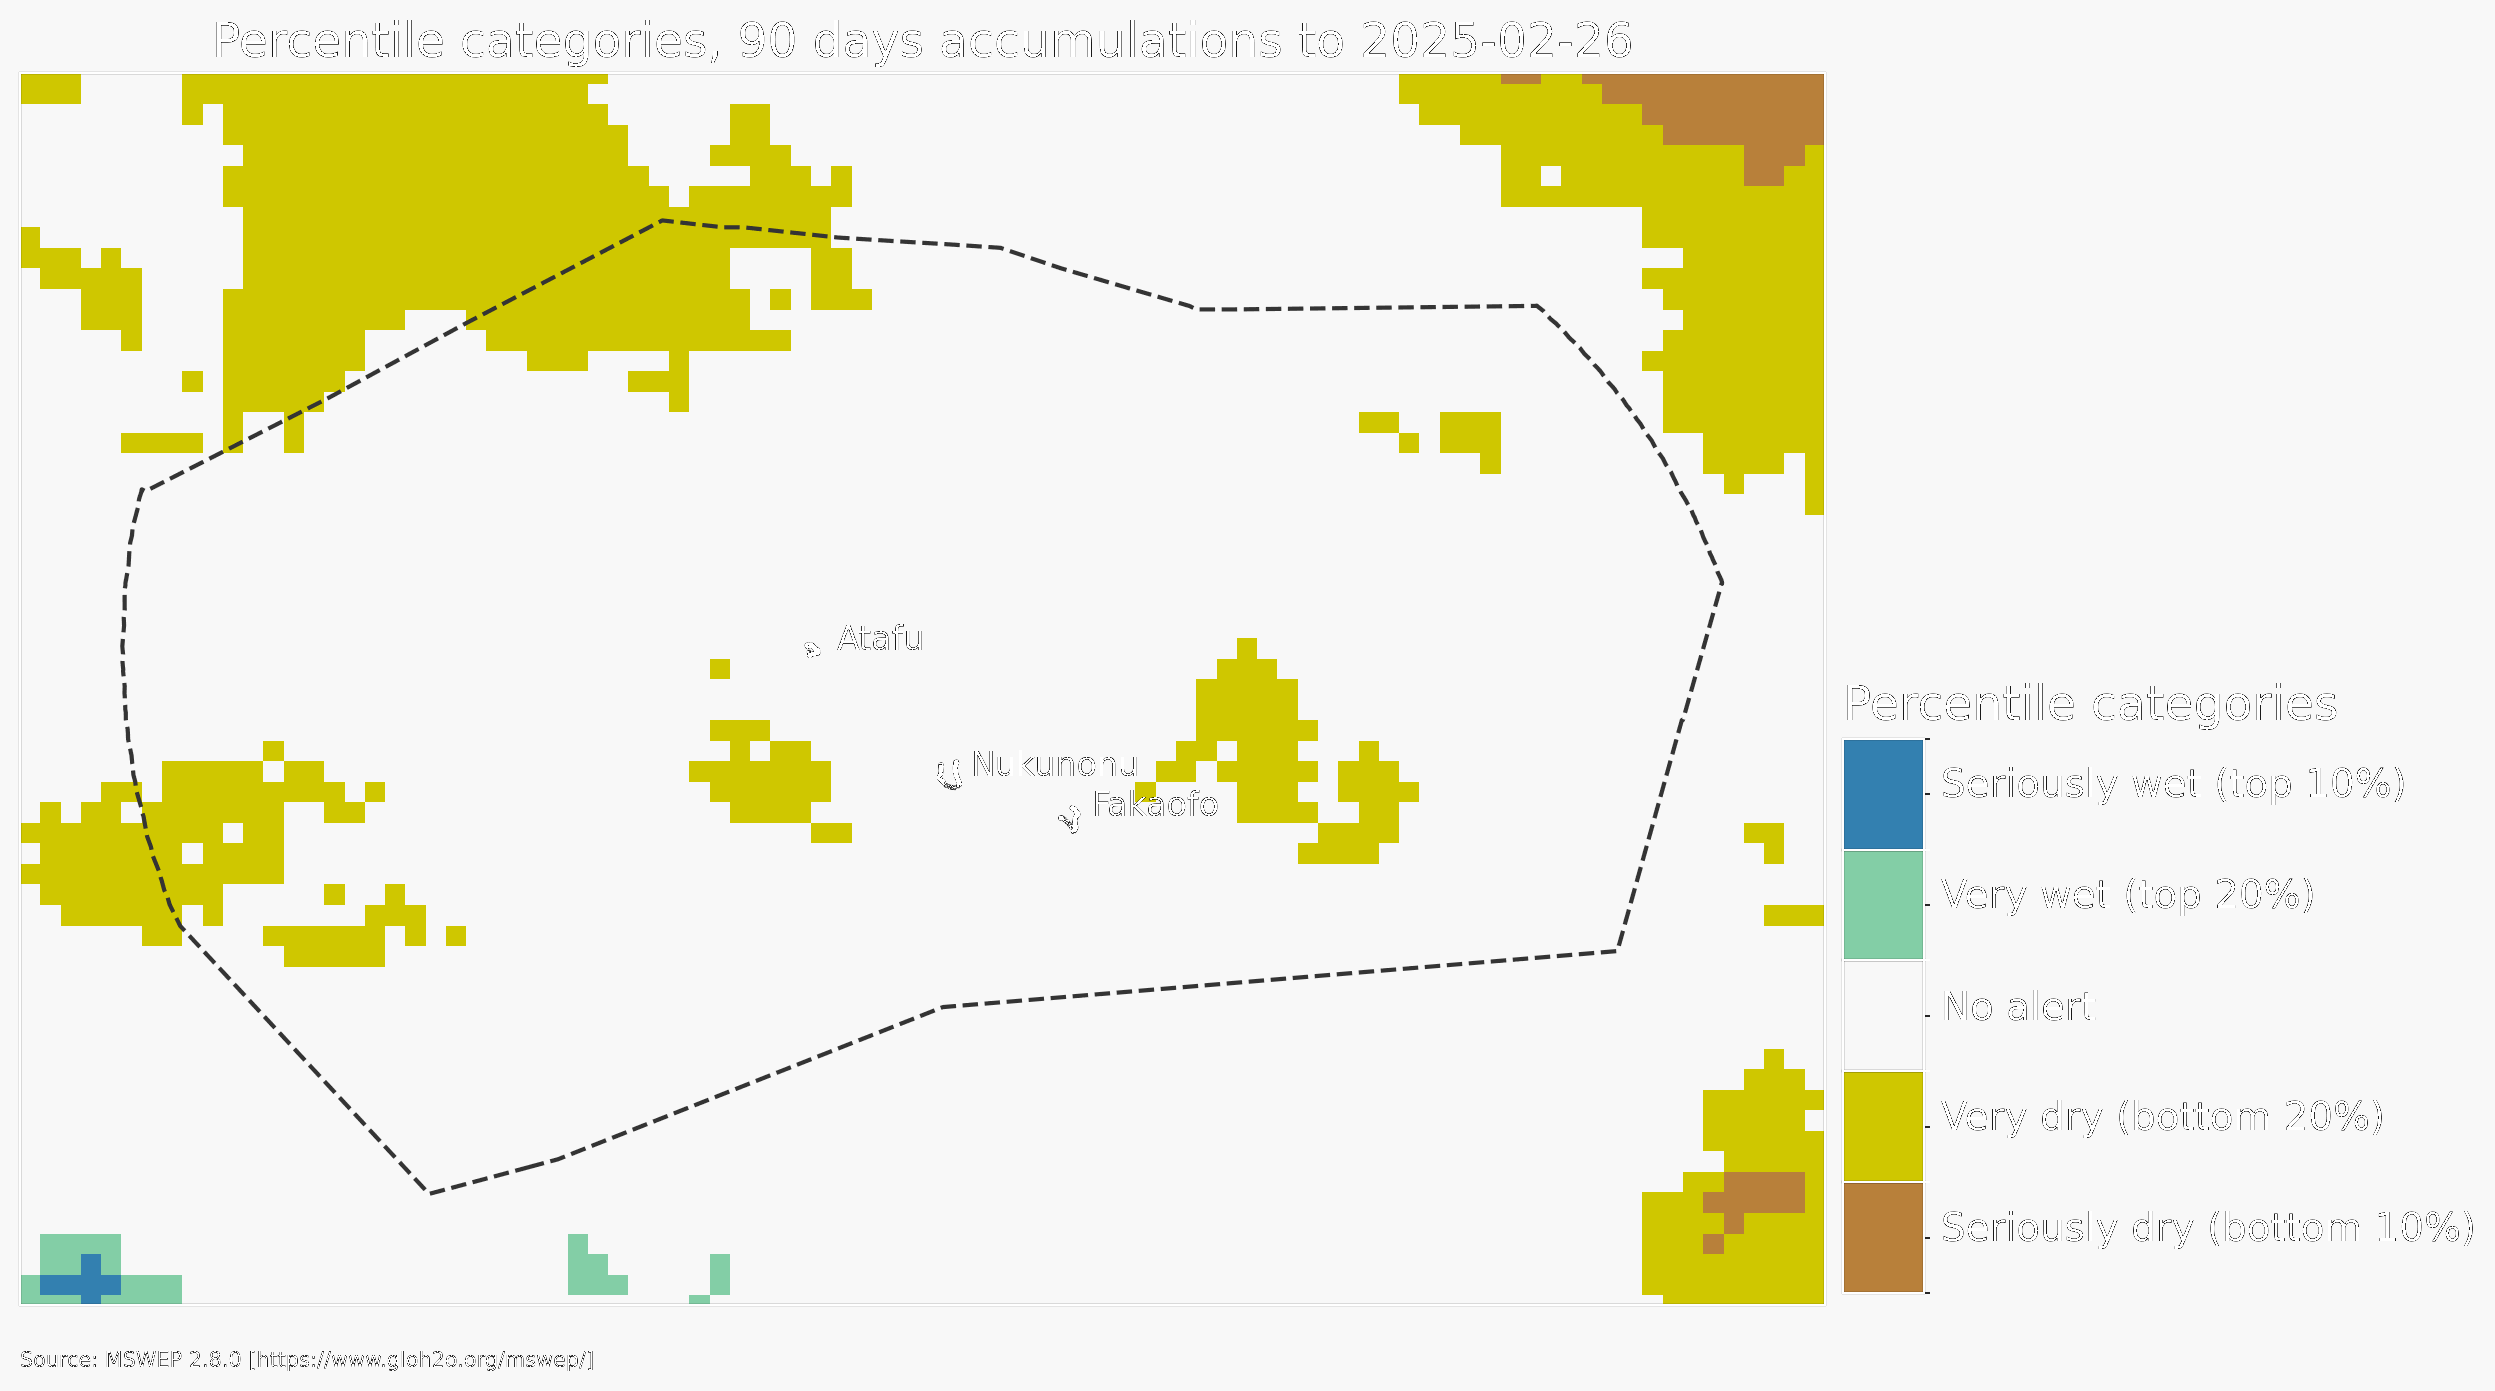 Percentile categories, 90 days accumulations to 2025-02-26
Atafu
Nukunonu
Fakaofo
Percentile categories
Seriously wet (top 10%)
Very wet (top 20%)
No alert
Very dry (bottom 20%)
Seriously dry (bottom 10%)
Source: MSWEP 2.8.0 [https://www.gloh2o.org/mswep/]